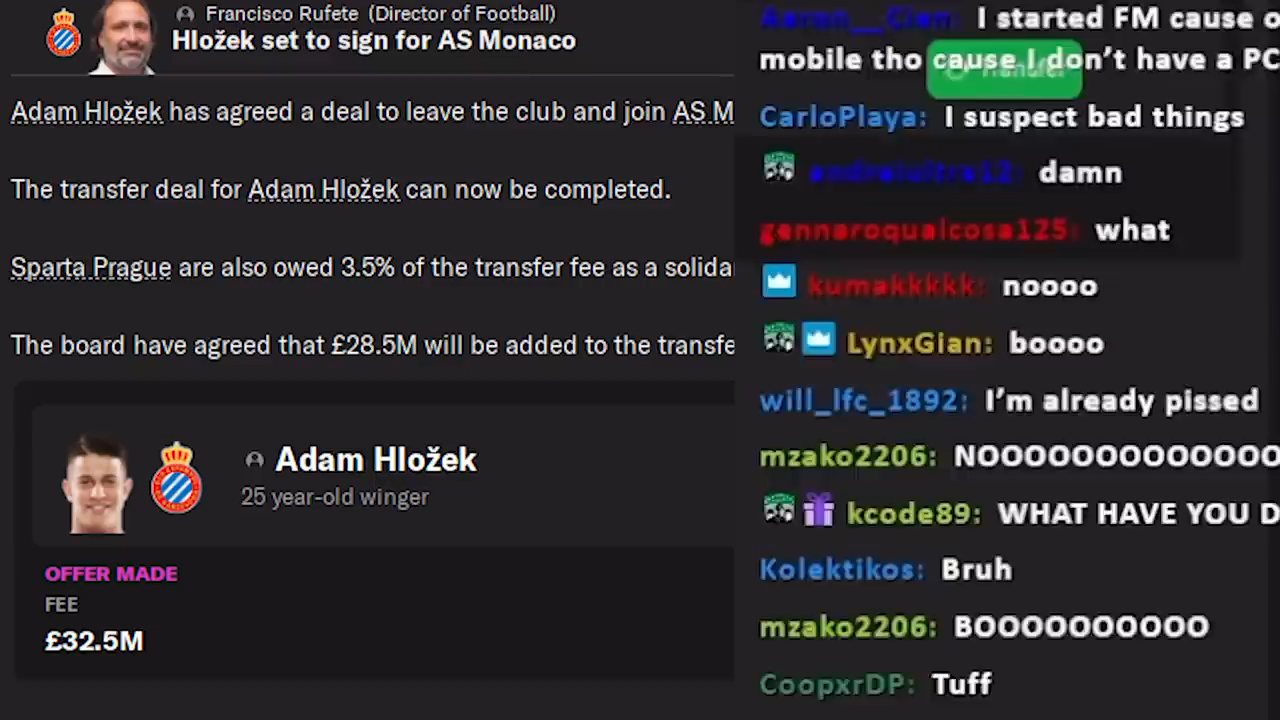 Francisco Rufete (Director of Football)
Hložek set to sign for AS Monaco
Adam Hložek has agreed a deal to leave the club and join AS M
The transfer deal for Adam Hložek can now be completed.
Sparta Prague are also owed 3.5% of the transfer fee as a solida
The board have agreed that £28.5M will be added to the transfe
Adam Hložek
25 year-old winger
OFFER MADE
FEE
£32.5M
Aaron__Cian: I started FM cause o
mobile tho cause I don't have a PC
CarloPlaya: I suspect bad things
andreiultra12: damn
gennaroqualcosa125: what
kumakkkkk: noooo
LynxGian: boooo
will_lfc_1892: I'm already pissed
mzako2206: NOOOOOOOOOOOOO
kcode89: WHAT HAVE YOU D
Kolektikos: Bruh
mzako2206: BOOOOOOOOOO
CoopxrDP: Tuff